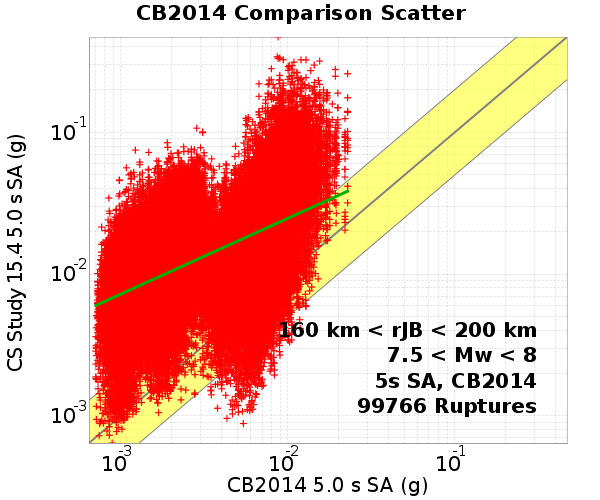 CB2014 Comparison Scatter
CS Study 15.4 5.0 s SA (g)
10-1
10-2
10-3
160 km < rJB < 200 km
7.5 < Mw < 8
5s SA, CB2014
99766 Ruptures
10-3 10-2 10-1
CB2014 5.0 s SA (g)